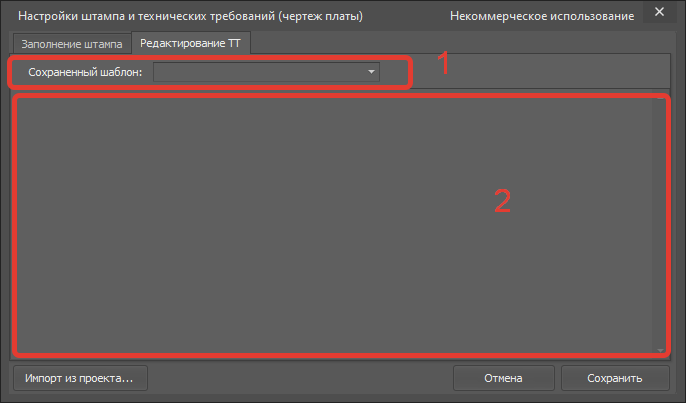 Настройки штампа и технических требований (чертеж платы) Некоммерческое использование
Заполнение штампа Редактирование ТТ
Сохраненный шаблон: 1
2
Импорт из проекта... Отмена Сохранить